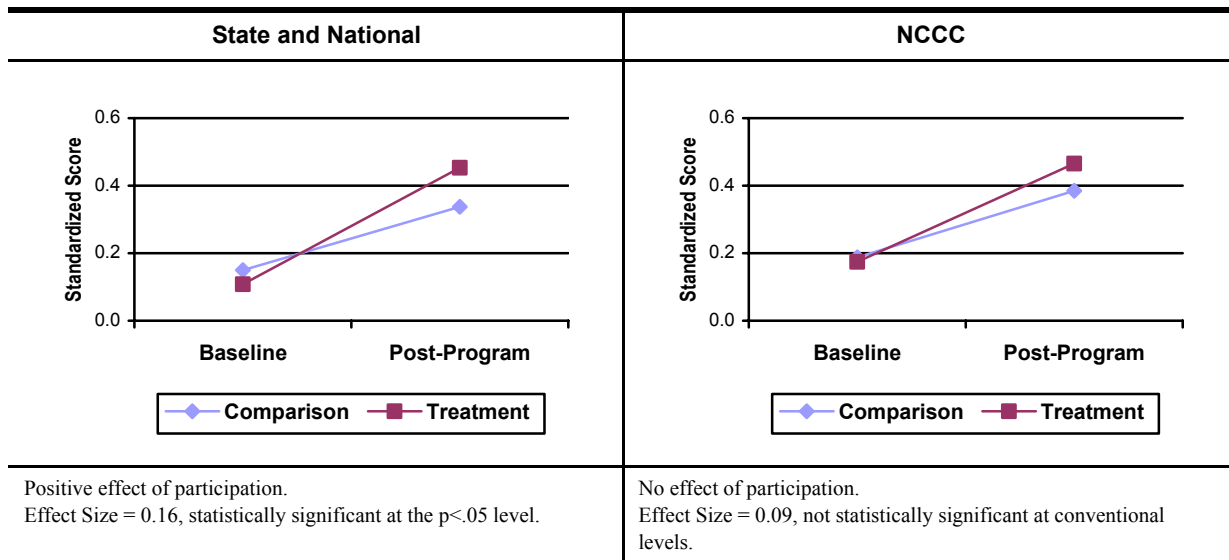 State and National
NCCC
Standardized Score
0.6
0.4
0.2
0.0
Baseline
Post-Program
Comparison
Treatment
Standardized Score
0.6
0.4
0.2
0.0
Baseline
Post-Program
Comparison
Treatment
Positive effect of participation.
Effect Size = 0.16, statistically significant at the p<.05 level.
No effect of participation.
Effect Size = 0.09, not statistically significant at conventional
levels.